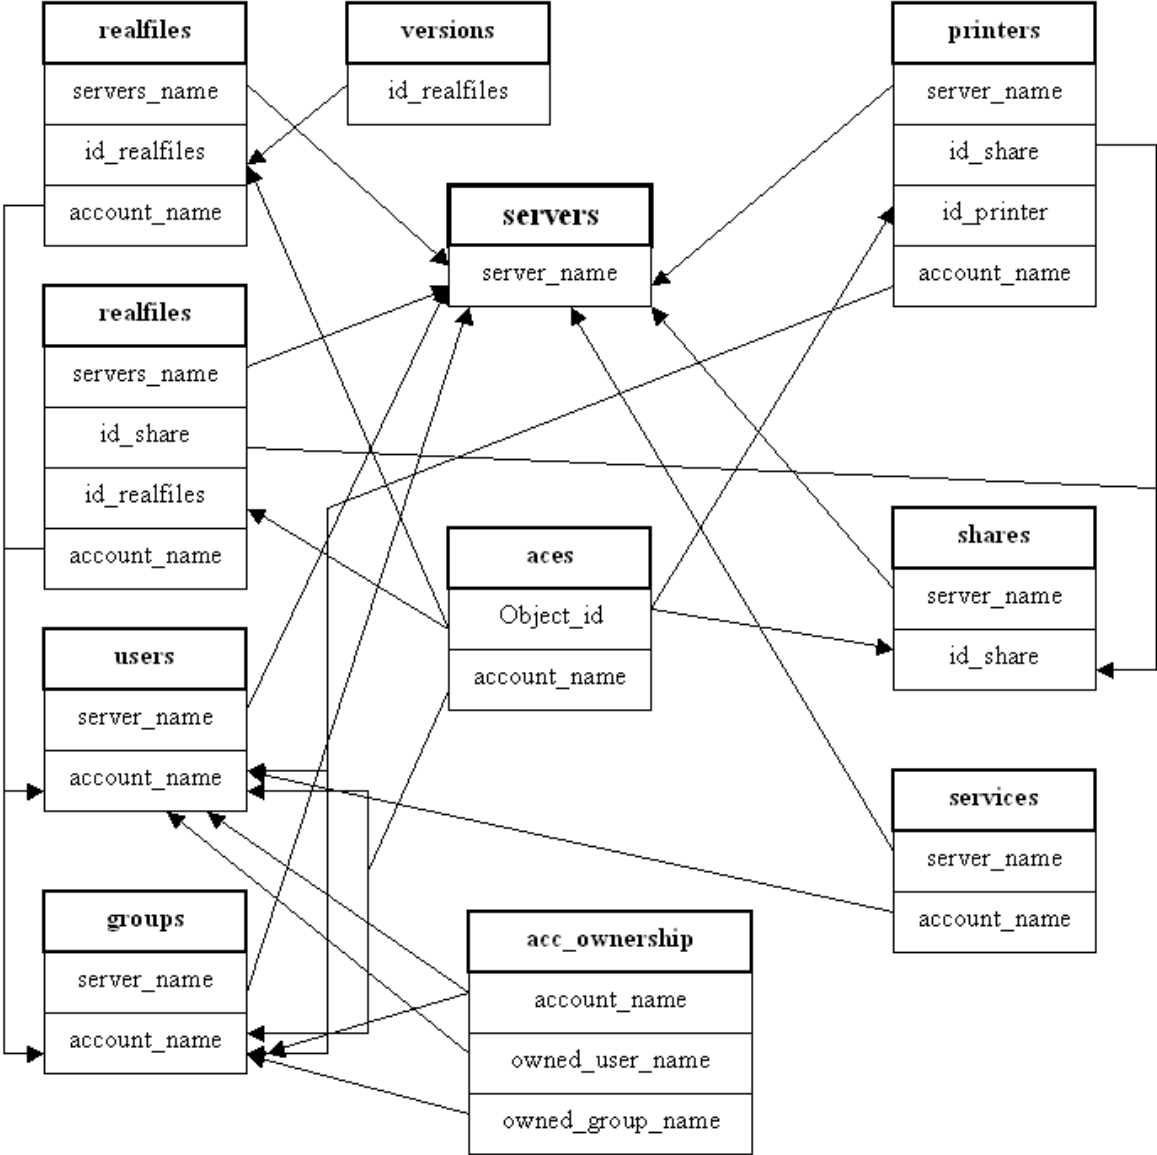 realfiles
servers_name
id_realfiles
account_name
versions
id_realfiles
printers
server_name
id_share
id_printer
account_name
servers
server_name
realfiles
servers_name
id_share
id_realfiles
account_name
aces
Object_id
account_name
shares
server_name
id_share
users
server_name
account_name
services
server_name
account_name
groups
server_name
account_name
acc_ownership
account_name
owned_user_name
owned_group_name